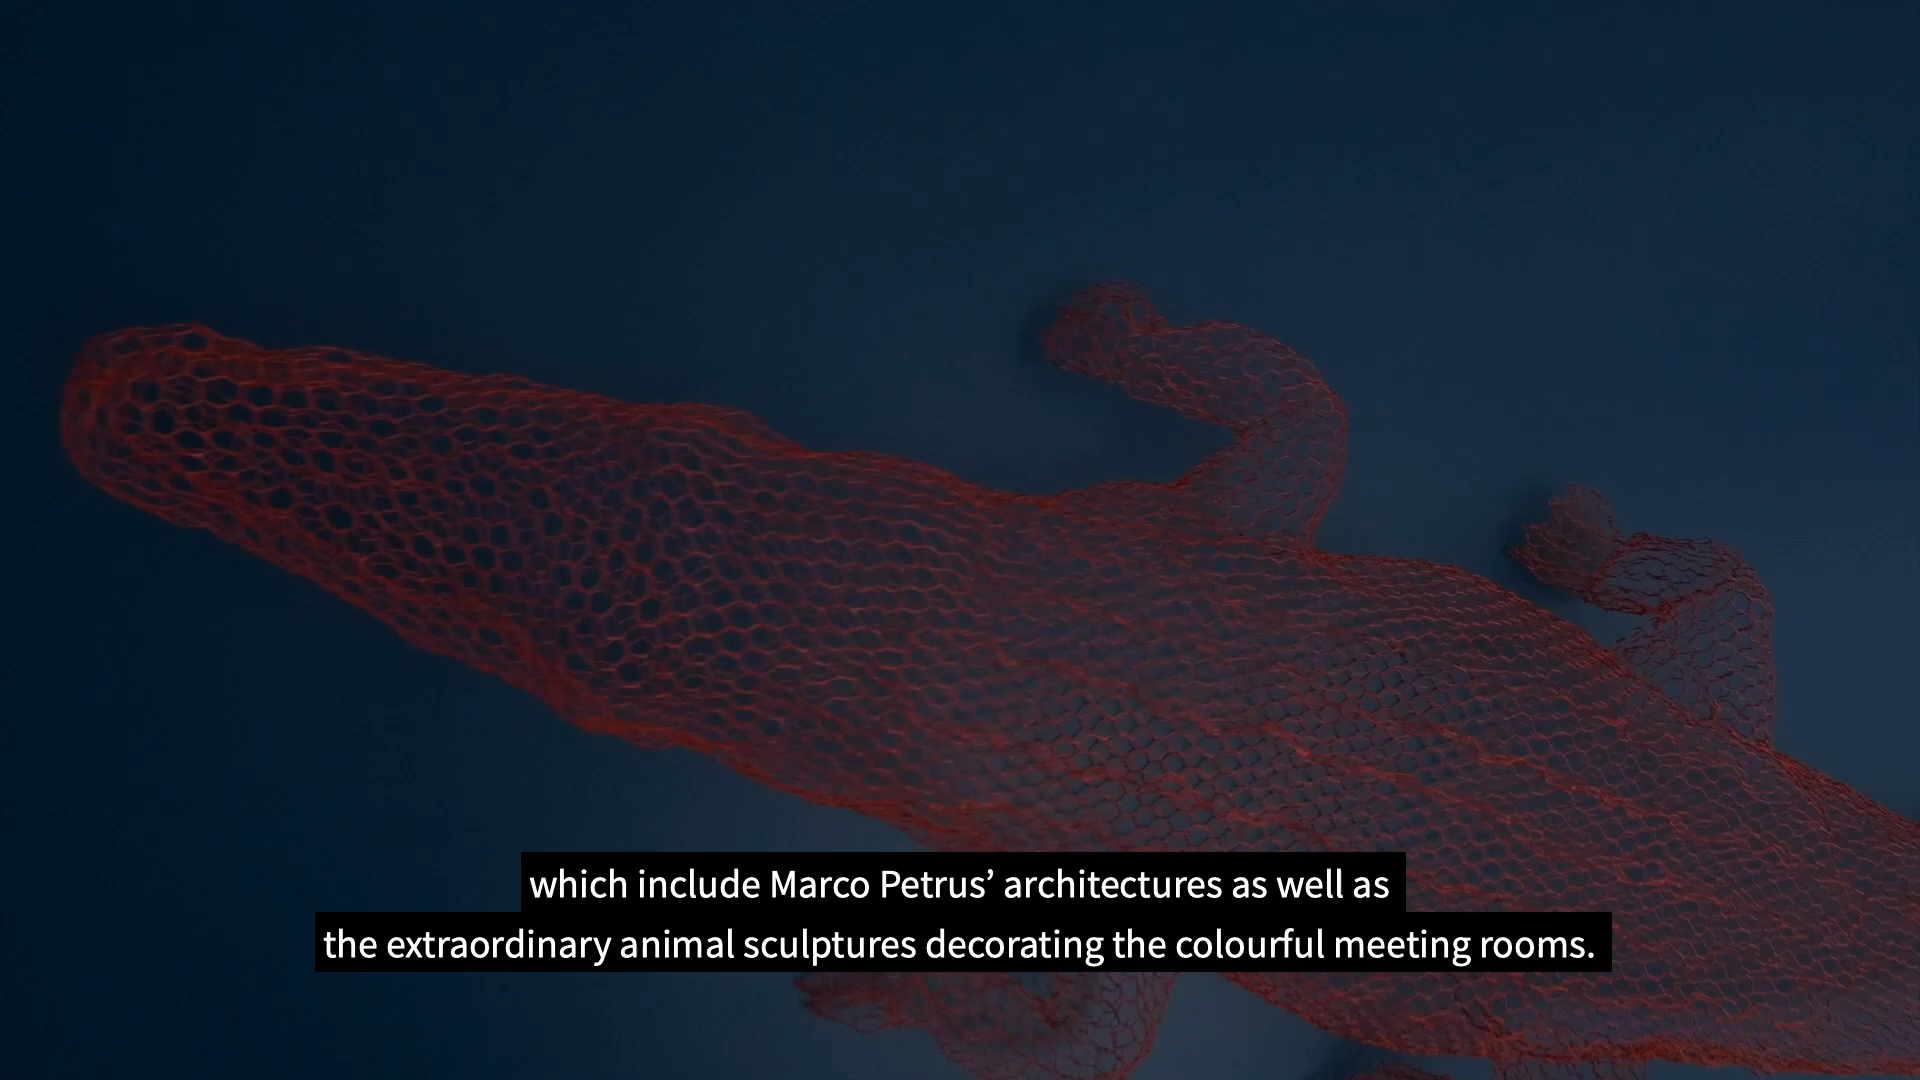 which include Marco Petrus’ architectures as well as
the extraordinary animal sculptures decorating the colourful meeting rooms.